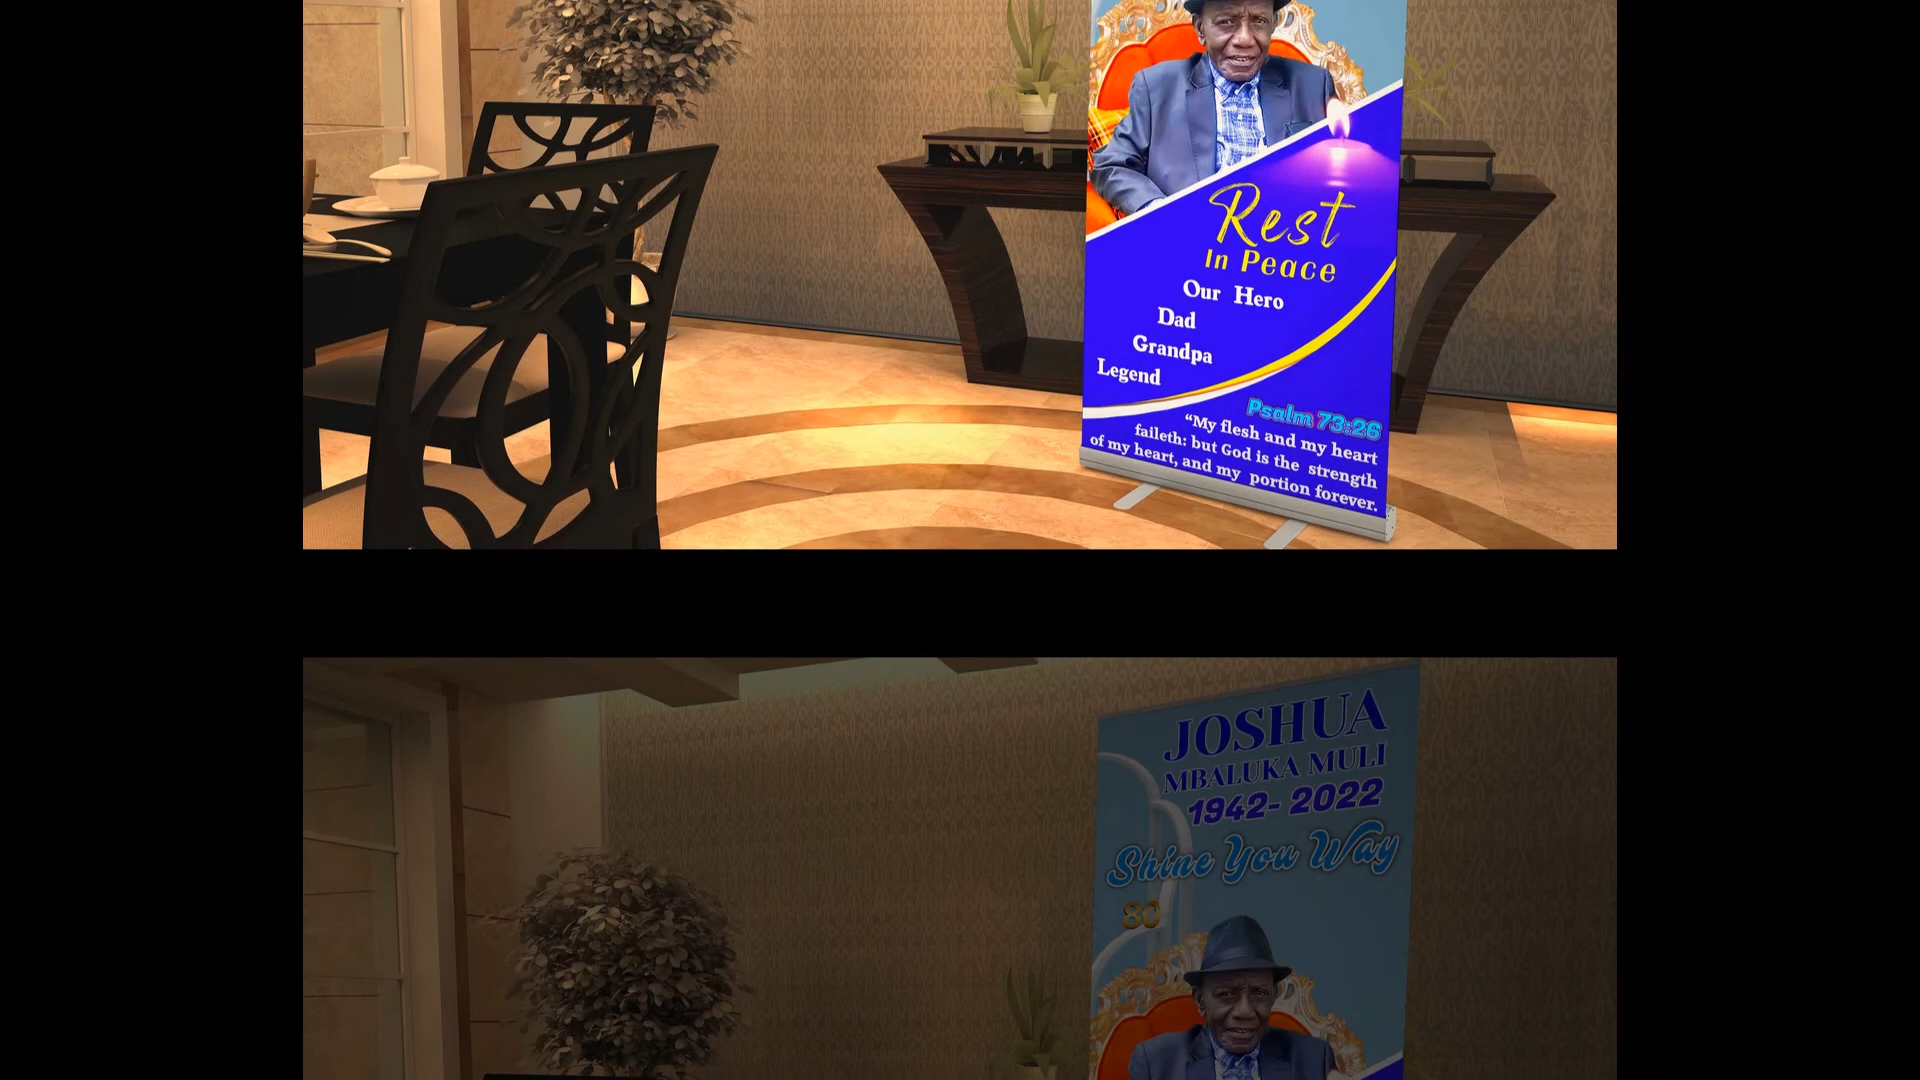 Rest
In Peace
Our Hero
Dad
Grandpa
Legend
Psalm 73:26
“My flesh and my heart
faileth: but God is the strength
of my heart, and my portion forever.
JOSHUA
MBALUKA MULI
1942- 2022
Shine You Way
80